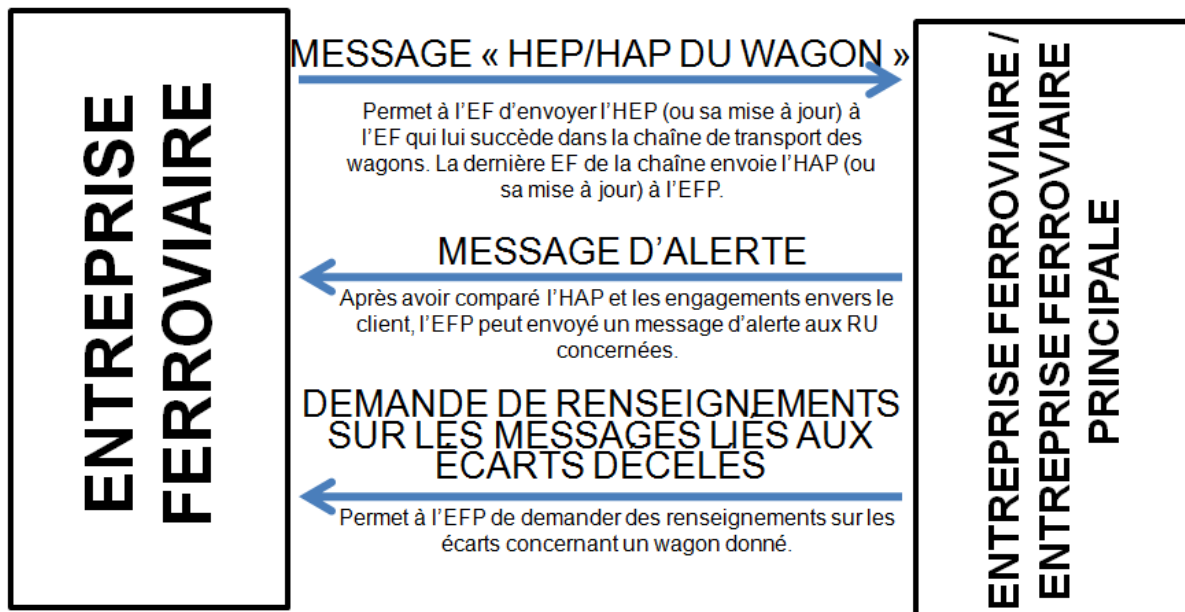 ENTREPRISE
FERROVIAIRE
MESSAGE « HEP/HAP DU WAGON »
Permet à l’EF d’envoyer l’HEP (ou sa mise à jour) à
l’EF qui lui succède dans la chaîne de transport des
wagons. La dernière EF de la chaîne envoie l’HAP (ou
sa mise à jour) à l’EFP.
MESSAGE D’ALERTE
Après avoir comparé l’HAP et les engagements envers le
client, l’EFP peut envoyé un message d’alerte aux RU
concernées.
DEMANDE DE RENSEIGNEMENTS
SUR LES MESSAGES LIÉS AUX
ÉCARTS DÉCELÉS
Permet à l’EFP de demander des renseignements sur les
écarts concernant un wagon donné.
ENTREPRISE FERROVIAIRE /
ENTREPRISE FERROVIAIRE
PRINCIPALE